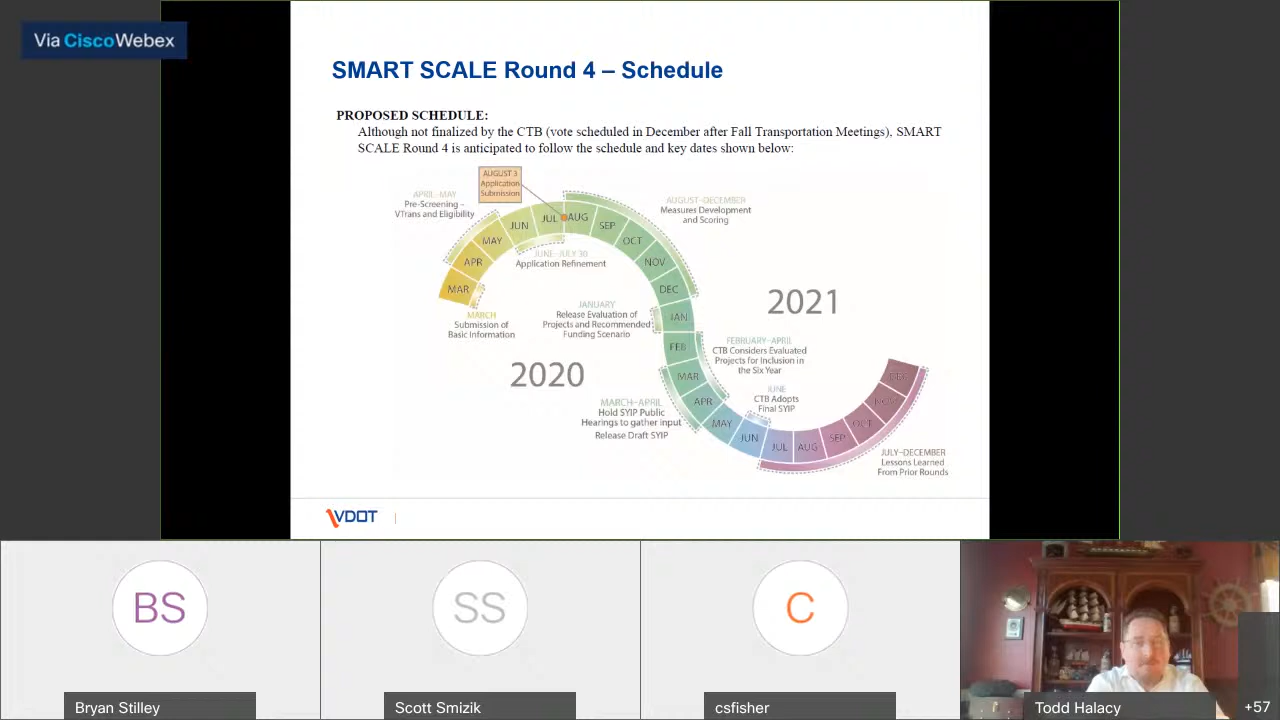 Via CiscoWebex
SMART SCALE Round 4 – Schedule
PROPOSED SCHEDULE:
Although not finalized by the CTB (vote scheduled in December after Fall Transportation Meetings), SMART
SCALE Round 4 is anticipated to follow the schedule and key dates shown below:
AUGUST 3
Application
Submission
APRIL–MAY
Pre-Screening –
VTrans and Eligibility
AUGUST–DECEMBER
Measures Development
and Scoring
MAR
APR
MAY
JUN
JUL
AUG
SEP
OCT
NOV
DEC
JUNE–JULY 30
Application Refinement
MARCH
Submission of
Basic Information
JANUARY
Release Evaluation of
Projects and Recommended
Funding Scenario
2021
2020
JAN
FEB
MAR
APR
MAY
JUN
JUL
AUG
SEP
OCT
NOV
DEC
FEBRUARY–APRIL
CTB Considers Evaluated
Projects for Inclusion in
the Six Year
MARCH–APRIL
Hold SYIP Public
Hearings to gather input
Release Draft SYIP
JUNE
CTB Adopts
Final SYIP
JULY–DECEMBER
Lessons Learned
From Prior Rounds
VDOT
BS
SS
C
Bryan Stilley
Scott Smizik
csfisher
Todd Halacy
+57